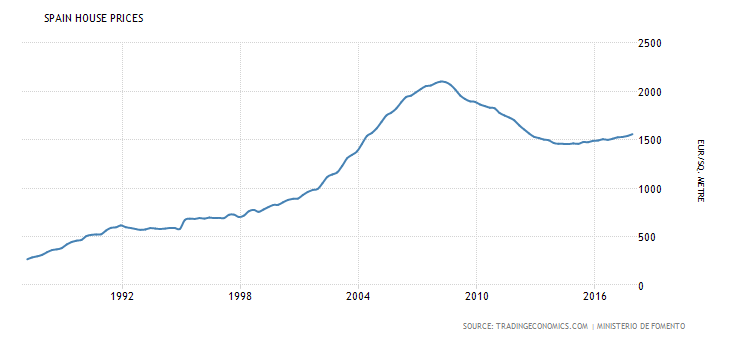 SPAIN HOUSE PRICES
2500
2000
1500
1000
500
0
EUR/SQ. METRE
1992 1998 2004 2010 2016
SOURCE: TRADINGECONOMICS.COM | MINISTERIO DE FOMENTO